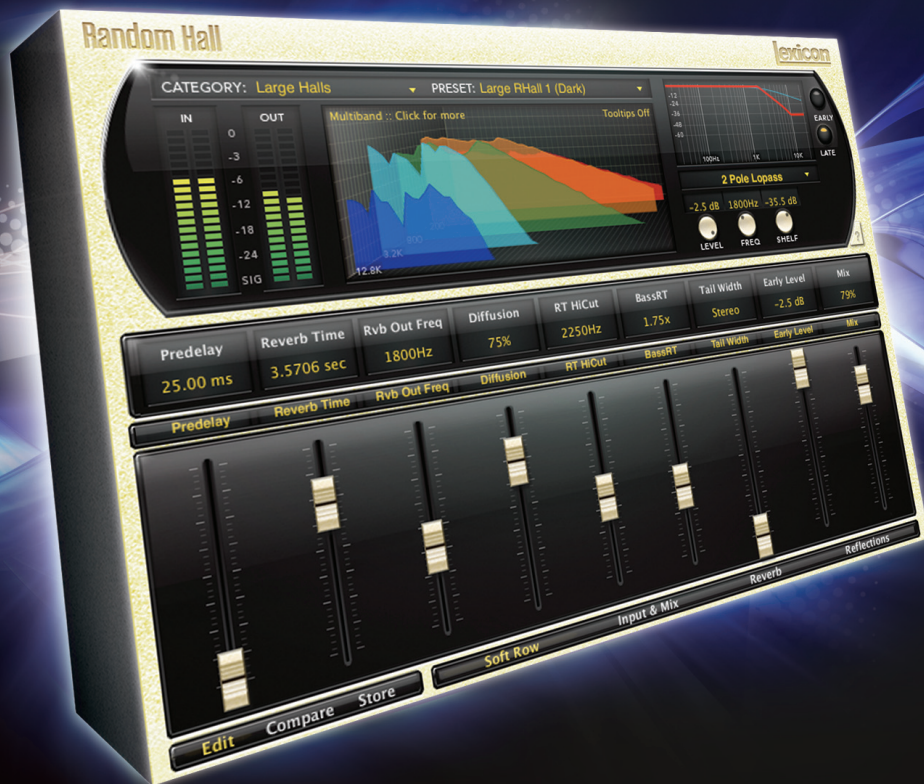 Random Hall
lexicon
CATEGORY: Large Halls
PRESET: Large RHall 1 (Dark)
IN
OUT
0
-3
-6
-12
-18
-24
SIG
Multiband :: Click for more
Tooltips Off
800
3.2K
12.8K
-12
-24
-36
-48
-60
100Hz
1K
10K
EARLY
LATE
2 Pole Lopass
-2.5 dB 1800Hz -35.5 dB
LEVEL FREQ SHELF
?
Predelay Reverb Time Rvb Out Freq Diffusion RT HiCut BassRT Tail Width Early Level Mix
25.00 ms 3.5706 sec 1800Hz 75% 2250Hz 1.75x Stereo -2.5 dB 79%
Predelay Reverb Time Rvb Out Freq Diffusion RT HiCut BassRT Tail Width Early Level Mix
Edit Compare Store
Soft Row Input & Mix Reverb Reflections